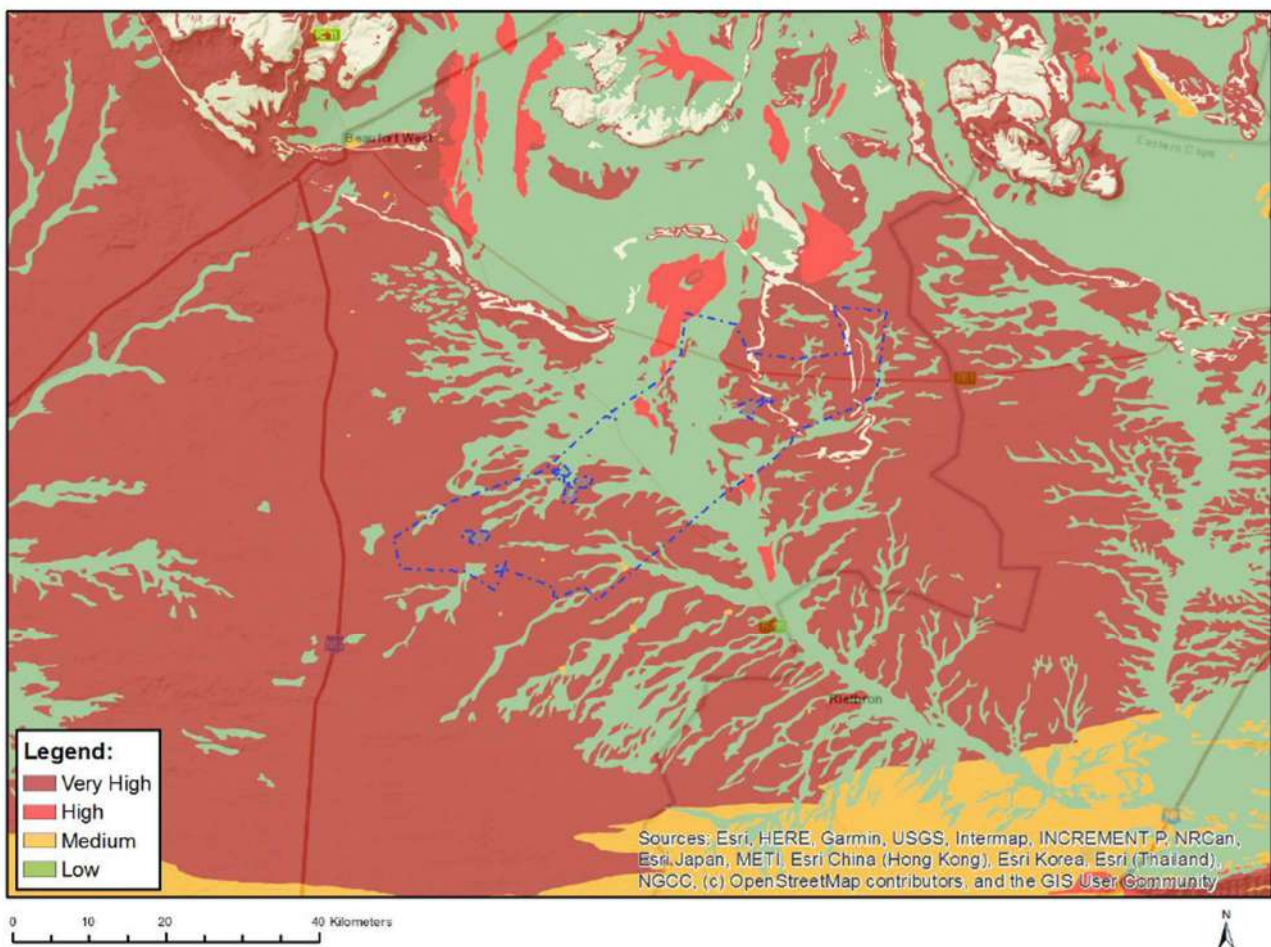 Beaufort West
Eastern Cape
Rietbron
Legend:
Very High
High
Medium
Low
Sources: Esri, HERE, Garmin, USGS, Intermap, INCREMENT P, NRCan,
Esri Japan, METI, Esri China (Hong Kong), Esri Korea, Esri (Thailand),
NGCC, (c) OpenStreetMap contributors, and the GIS User Community
0 10 20 40 Kilometers
N